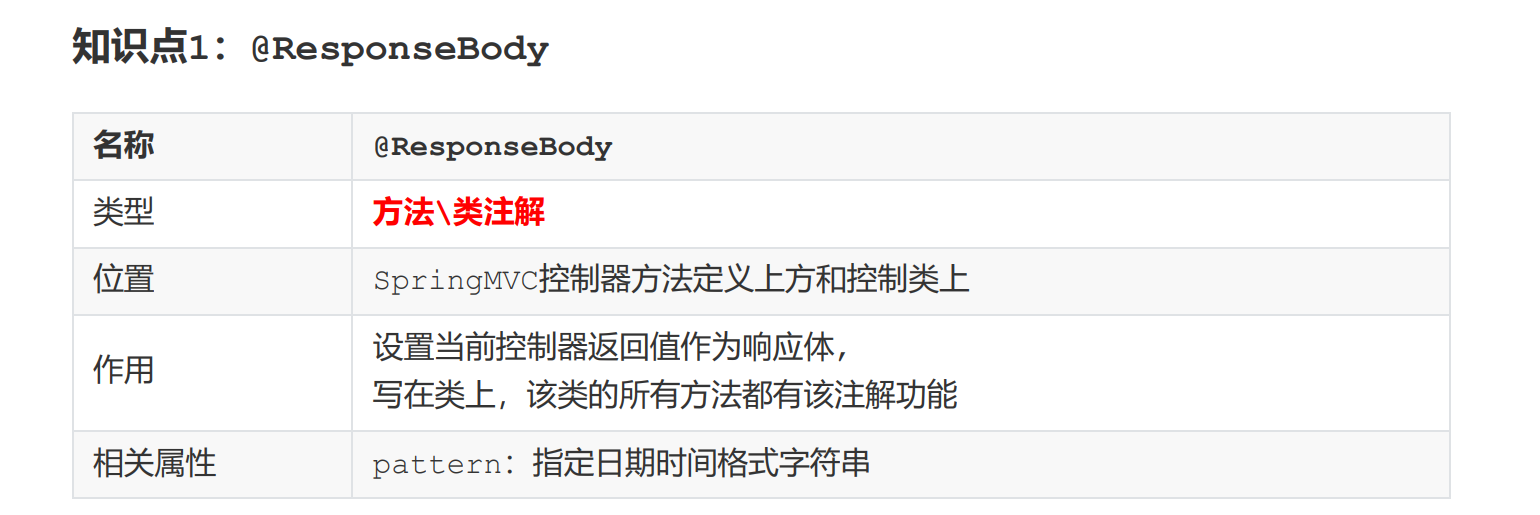 知识点1：@ResponseBody
名称 @ResponseBody
类型 方法\类注解
位置 SpringMVC控制器方法定义上方和控制类上
作用 设置当前控制器返回值作为响应体，
写在类上，该类的所有方法都有该注解功能
相关属性 pattern：指定日期时间格式字符串